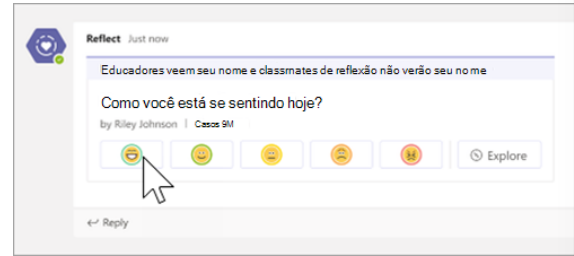 Reflect Just now
Educadores veem seu nome e classmates de reflexão não verão seu nome
Como você está se sentindo hoje?
by Riley Johnson | Casos 9M
Explore
Reply